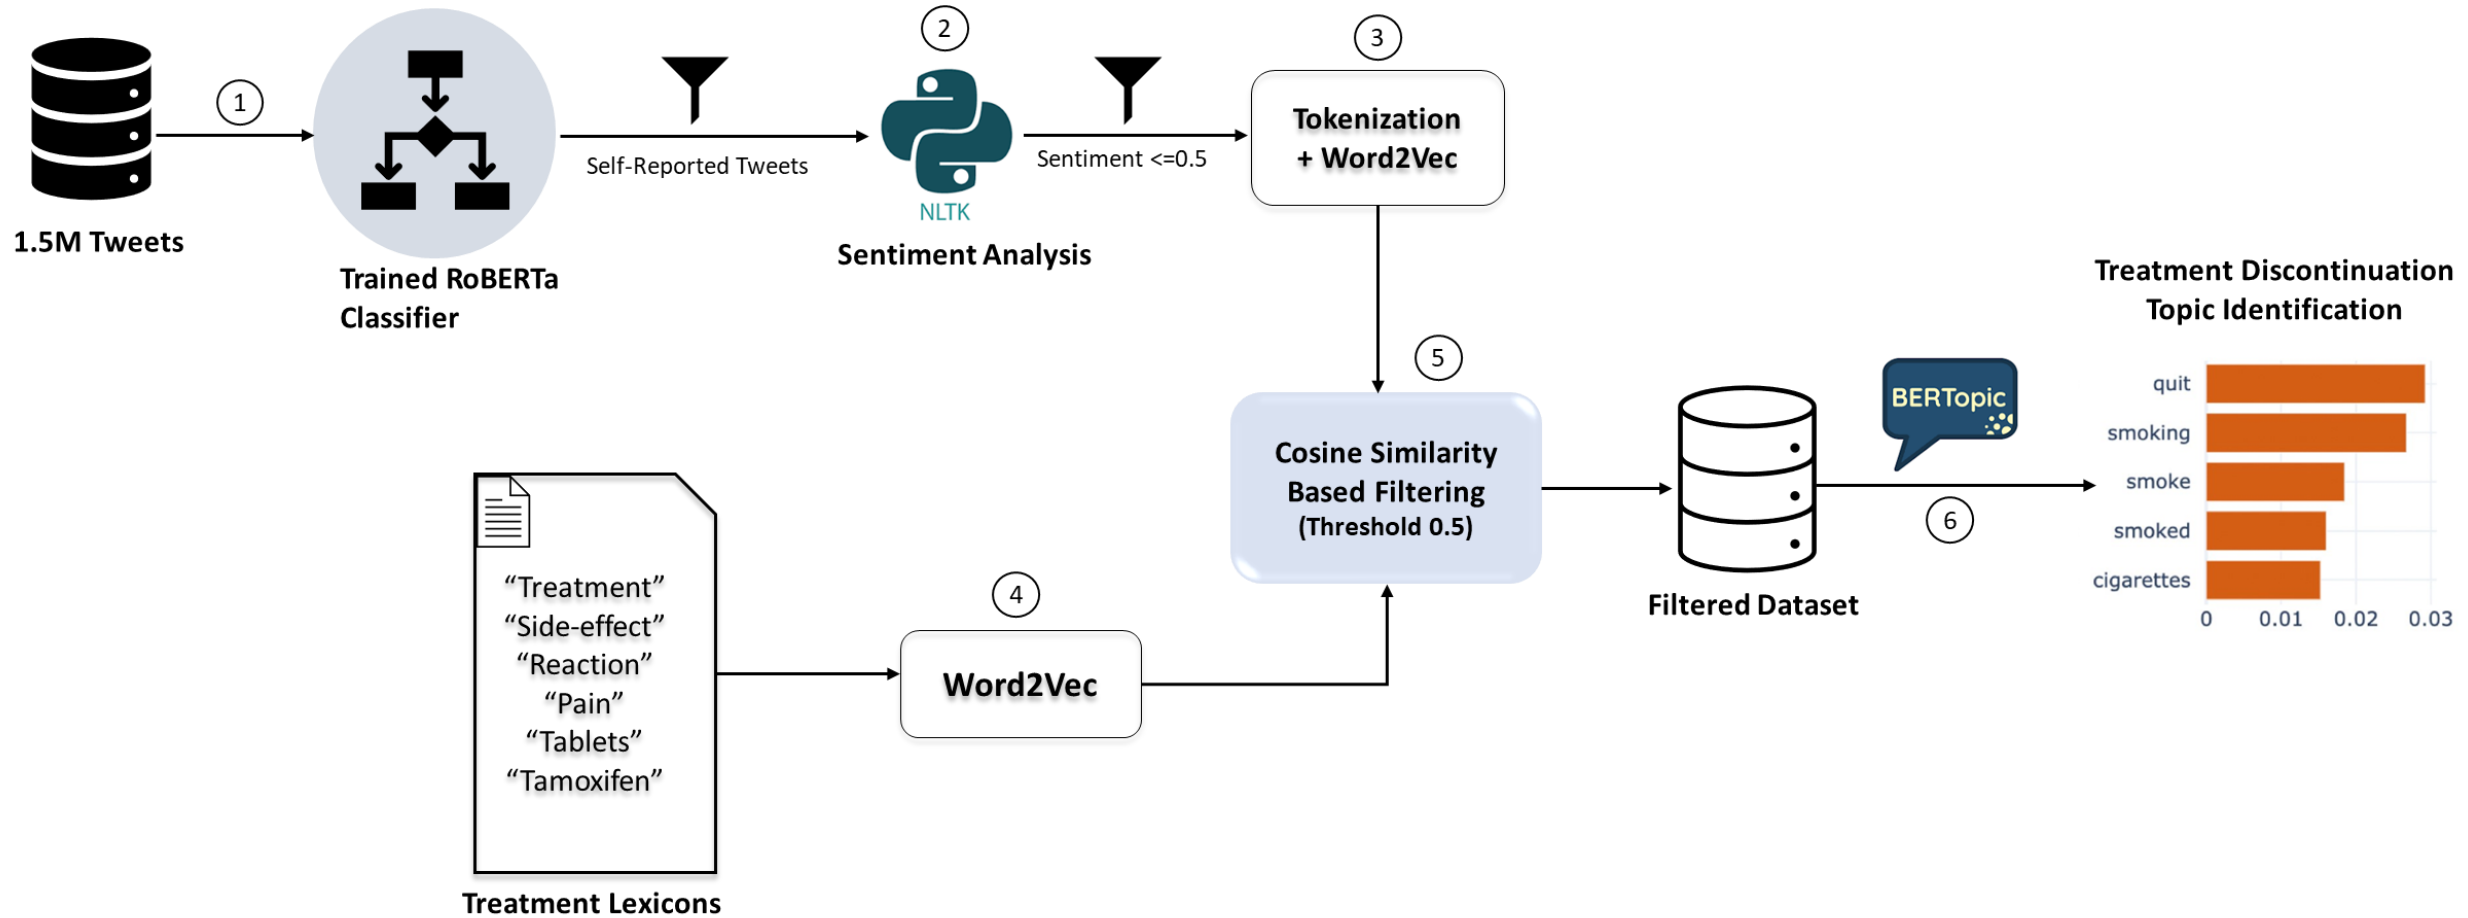 1
2
3
Self-Reported Tweets
NLTK
Sentiment <=0.5
Tokenization
+ Word2Vec
1.5M Tweets
Trained RoBERTa
Classifier
Sentiment Analysis
5
Cosine Similarity
Based Filtering
(Threshold 0.5)
“Treatment”
“Side-effect”
“Reaction”
“Pain”
“Tablets”
“Tamoxifen”
Treatment Lexicons
4
Word2Vec
Filtered Dataset
BERTopic
6
Treatment Discontinuation
Topic Identification
quit
smoking
smoke
smoked
cigarettes
0 0.01 0.02 0.03